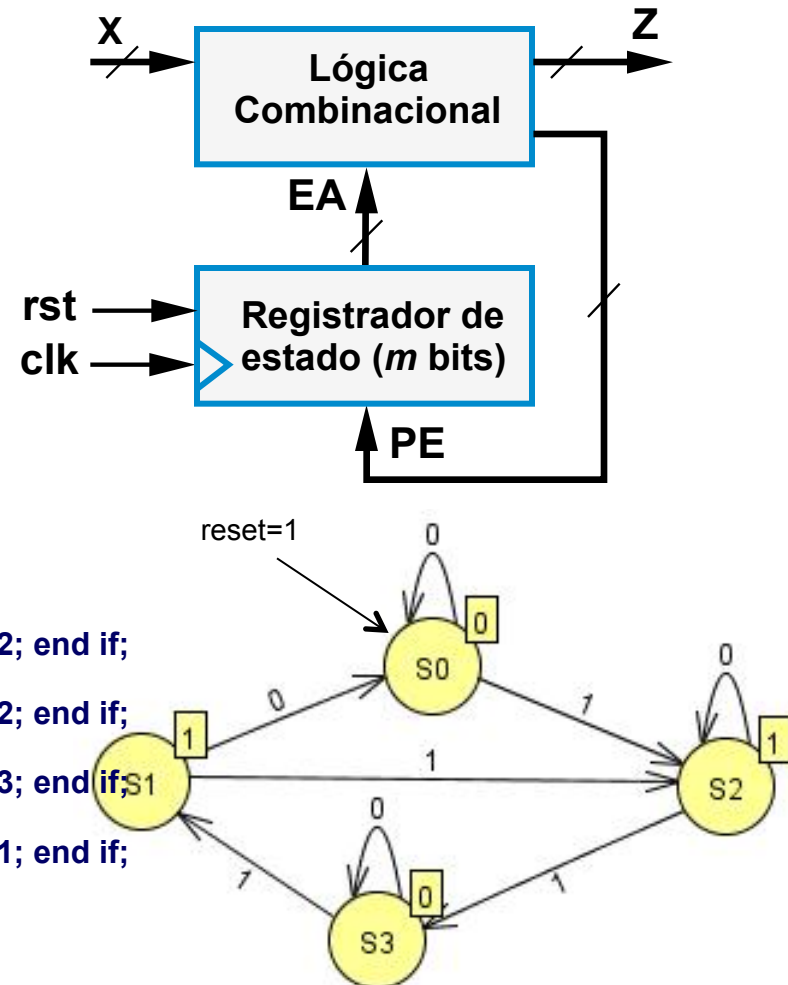 X
Z
Lógica
Combinacional
EA
rst
clk
Registrador de
estado (m bits)
PE
reset=1
0
0
S0
2; end if;
0
1
0
2; end if;
1
1
S1
1
S2
3; end if;
0
1; end if;
1
1
0
S3